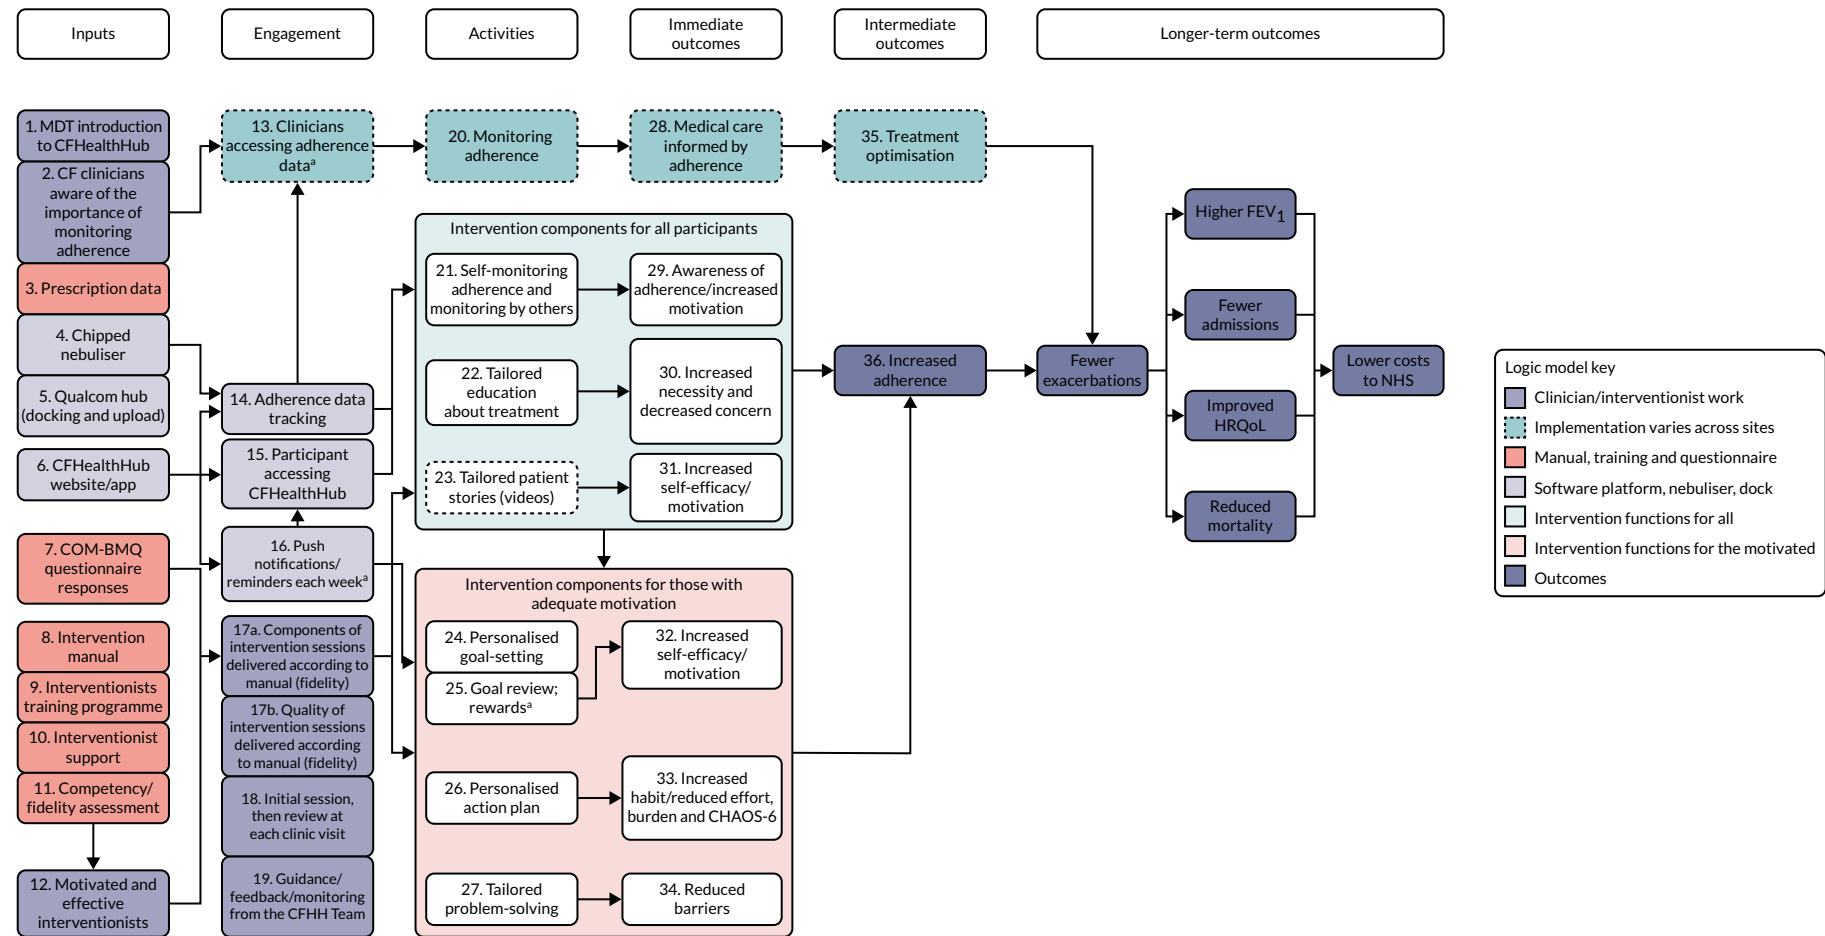 Inputs
Engagement
Activities
Immediate
outcomes
Intermediate
outcomes
Longer-term outcomes
1. MDT introduction
to CFHealthHub
2. CF clinicians
aware of the
importance of
monitoring
adherence
3. Prescription data
4. Chipped
nebuliser
5. Qualcom hub
(docking and upload)
6. CFHealthHub
website/app
7. COM-BMQ
questionnaire
responses
8. Intervention
manual
9. Interventionists
training programme
10. Interventionist
support
11. Competency/
fidelity assessment
12. Motivated and
effective
interventionists
13. Clinicians
accessing adherence
dataᵃ
14. Adherence data
tracking
15. Participant
accessing
CFHealthHub
16. Push
notifications/
reminders each weekᵃ
17a. Components of
intervention sessions
delivered according to
manual (fidelity)
17b. Quality of
intervention sessions
delivered according
to manual (fidelity)
18. Initial session,
then review at
each clinic visit
19. Guidance/
feedback/monitoring
from the CFHH Team
20. Monitoring
adherence
28. Medical care
informed by
adherence
35. Treatment
optimisation
Intervention components for all participants
21. Self-monitoring
adherence and
monitoring by others
29. Awareness of
adherence/increased
motivation
22. Tailored
education
about treatment
30. Increased
necessity and
decreased concern
23. Tailored patient
stories (videos)
31. Increased
self-efficacy/
motivation
Intervention components for those with
adequate motivation
24. Personalised
goal-setting
25. Goal review;
rewardsᵃ
32. Increased
self-efficacy/
motivation
26. Personalised
action plan
33. Increased
habit/reduced effort,
burden and CHAOS-6
27. Tailored
problem-solving
34. Reduced
barriers
36. Increased
adherence
Fewer
exacerbations
Higher FEV₁
Fewer
admissions
Improved
HRQoL
Reduced
mortality
Lower costs
to NHS
Logic model key
Clinician/interventionist work
Implementation varies across sites
Manual, training and questionnaire
Software platform, nebuliser, dock
Intervention functions for all
Intervention functions for the motivated
Outcomes